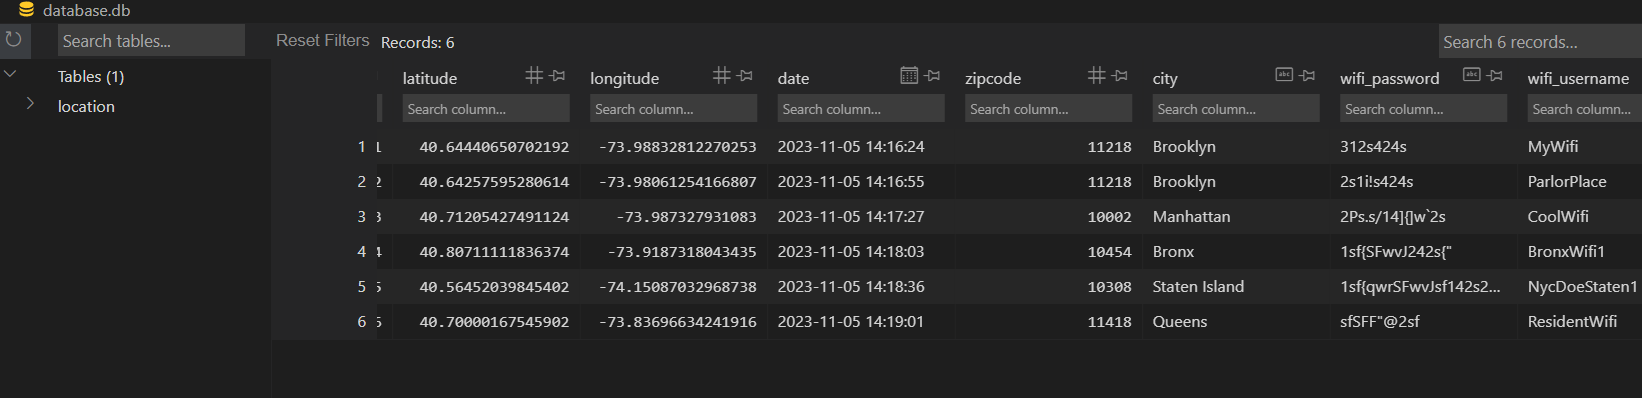 database.db
Search tables... Reset Filters Records: 6 Search 6 records...
Tables (1)
location
latitude longitude date zipcode city wifi_password wifi_username
Search column... Search column... Search column... Search column... Search column... Search column... Search column...
1 1 40.64440650702192 -73.98832812270253 2023-11-05 14:16:24 11218 Brooklyn 312s424s MyWifi
2 2 40.64257595280614 -73.98061254166807 2023-11-05 14:16:55 11218 Brooklyn 2s1i!s424s ParlorPlace
3 3 40.71205427491124 -73.987327931083 2023-11-05 14:17:27 10002 Manhattan 2Ps.s/14]{]w`2s CoolWifi
4 4 40.80711111836374 -73.9187318043435 2023-11-05 14:18:03 10454 Bronx 1sf{SFwvJ242s{" BronxWifi1
5 5 40.56452039845402 -74.15087032968738 2023-11-05 14:18:36 10308 Staten Island 1sf{qwrSFwvJsf142s2... NycDoeStaten1
6 6 40.70000167545902 -73.83696634241916 2023-11-05 14:19:01 11418 Queens sfSFF"@2sf ResidentWifi